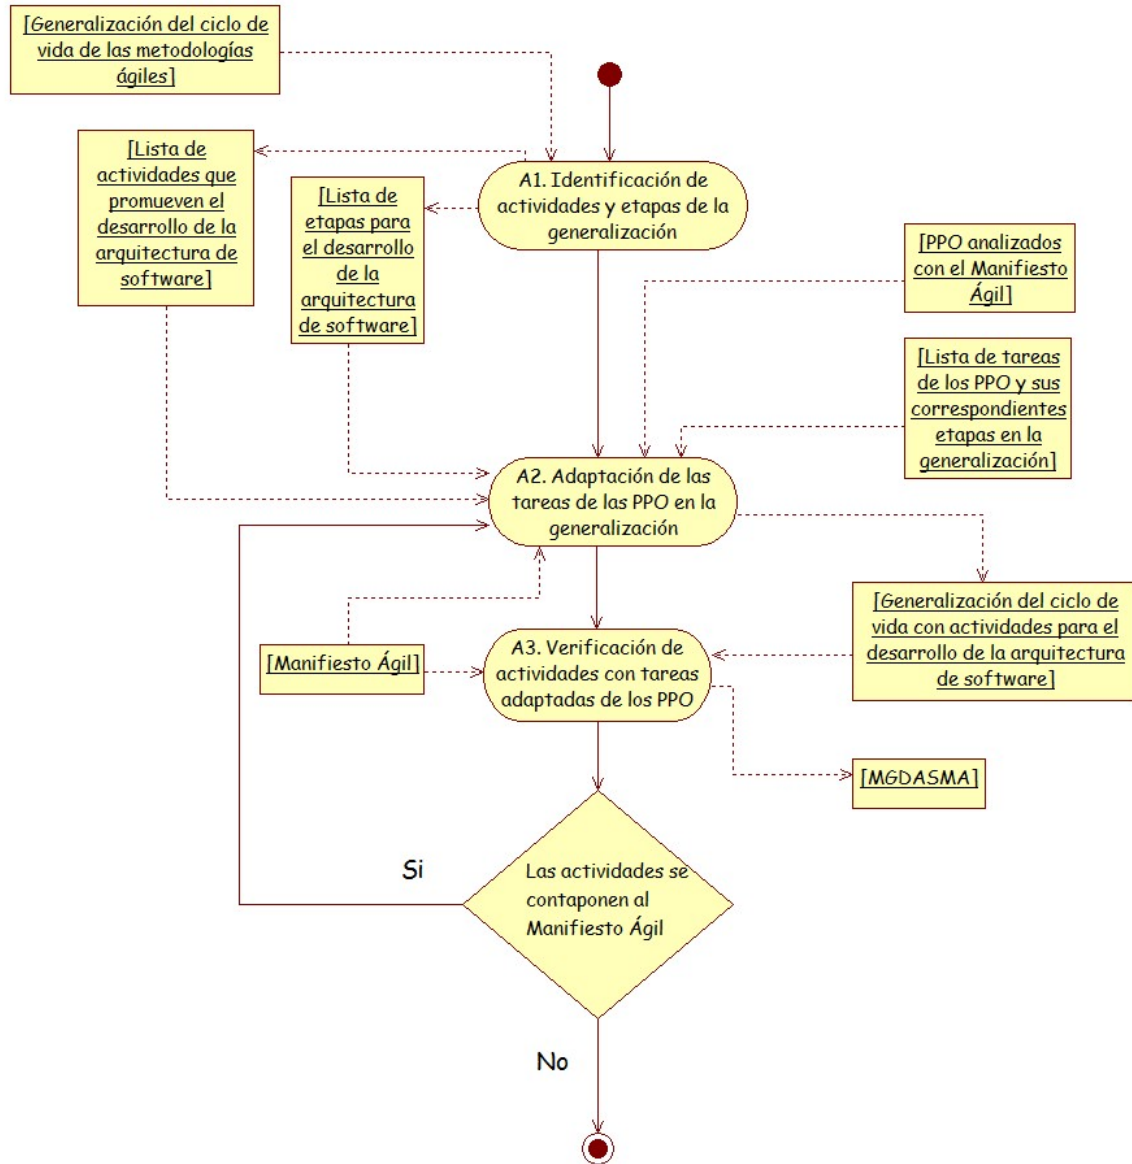 [Generalización del ciclo de
vida de las metodologías
ágiles]
[Lista de
actividades que
promueven el
desarrollo de la
arquitectura de
software]
[Lista de
etapas para
el desarrollo
de la
arquitectura
de software]
A1. Identificación de
actividades y etapas de la
generalización
[PPO analizados
con el Manifiesto
Ágil]
[Lista de tareas
de los PPO y sus
correspondientes
etapas en la
generalización]
A2. Adaptación de las
tareas de las PPO en la
generalización
[Manifiesto Ágil]
A3. Verificación de
actividades con tareas
adaptadas de los PPO
[Generalización del ciclo de
vida con actividades para el
desarrollo de la arquitectura
de software]
[MGDASMA]
Si
Las actividades se
contaponen al
Manifiesto Ágil
No